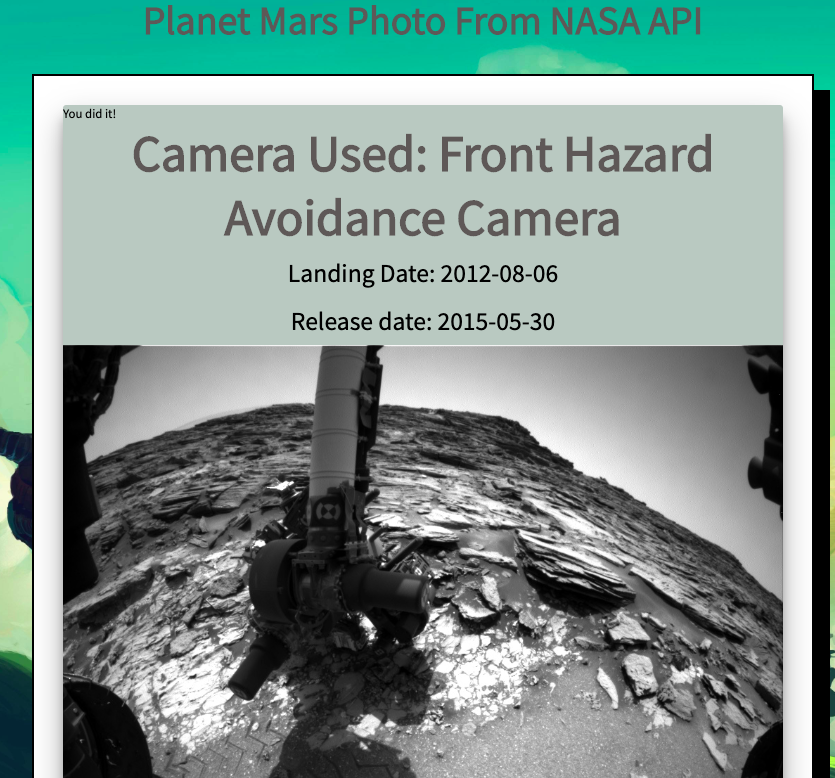 Planet Mars Photo From NASA API
You did it!
Camera Used: Front Hazard
Avoidance Camera
Landing Date: 2012-08-06
Release date: 2015-05-30